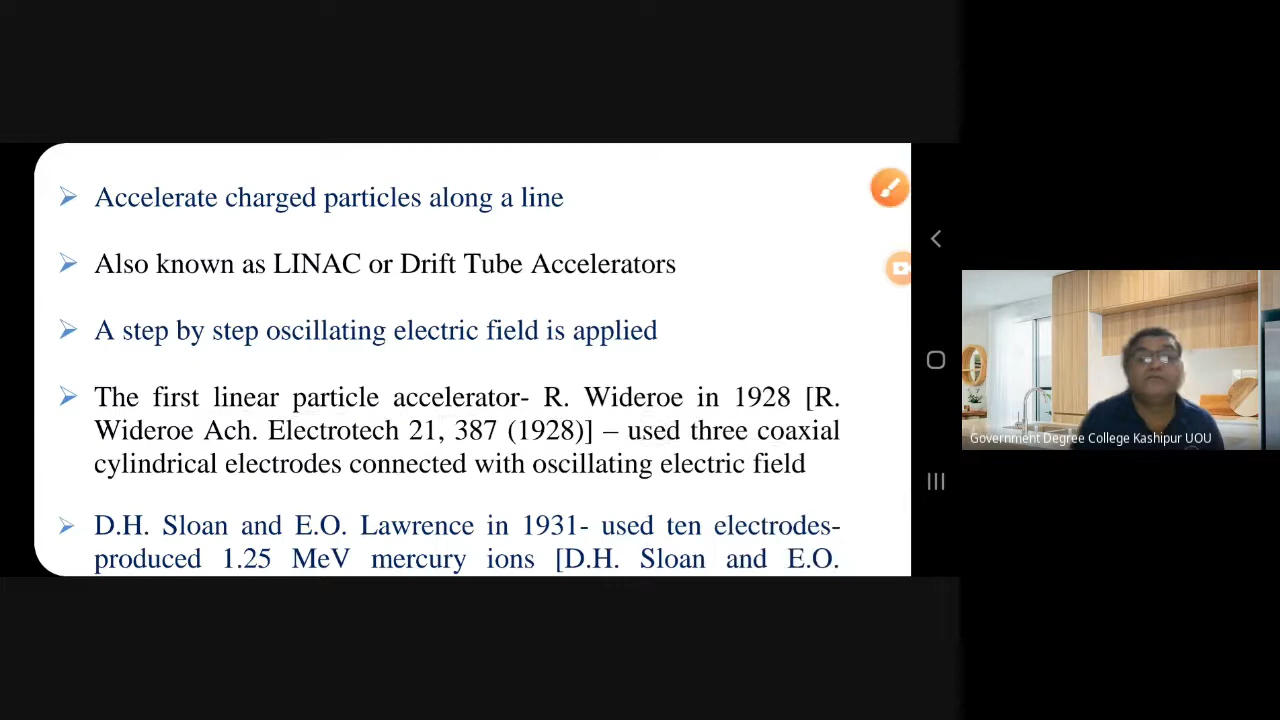 Accelerate charged particles along a line
Also known as LINAC or Drift Tube Accelerators
A step by step oscillating electric field is applied
The first linear particle accelerator- R. Wideroe in 1928 [R.
Wideroe Ach. Electrotech 21, 387 (1928)] – used three coaxial
cylindrical electrodes connected with oscillating electric field
D.H. Sloan and E.O. Lawrence in 1931- used ten electrodes-
produced 1.25 MeV mercury ions [D.H. Sloan and E.O.
Government Degree College Kashipur UOU